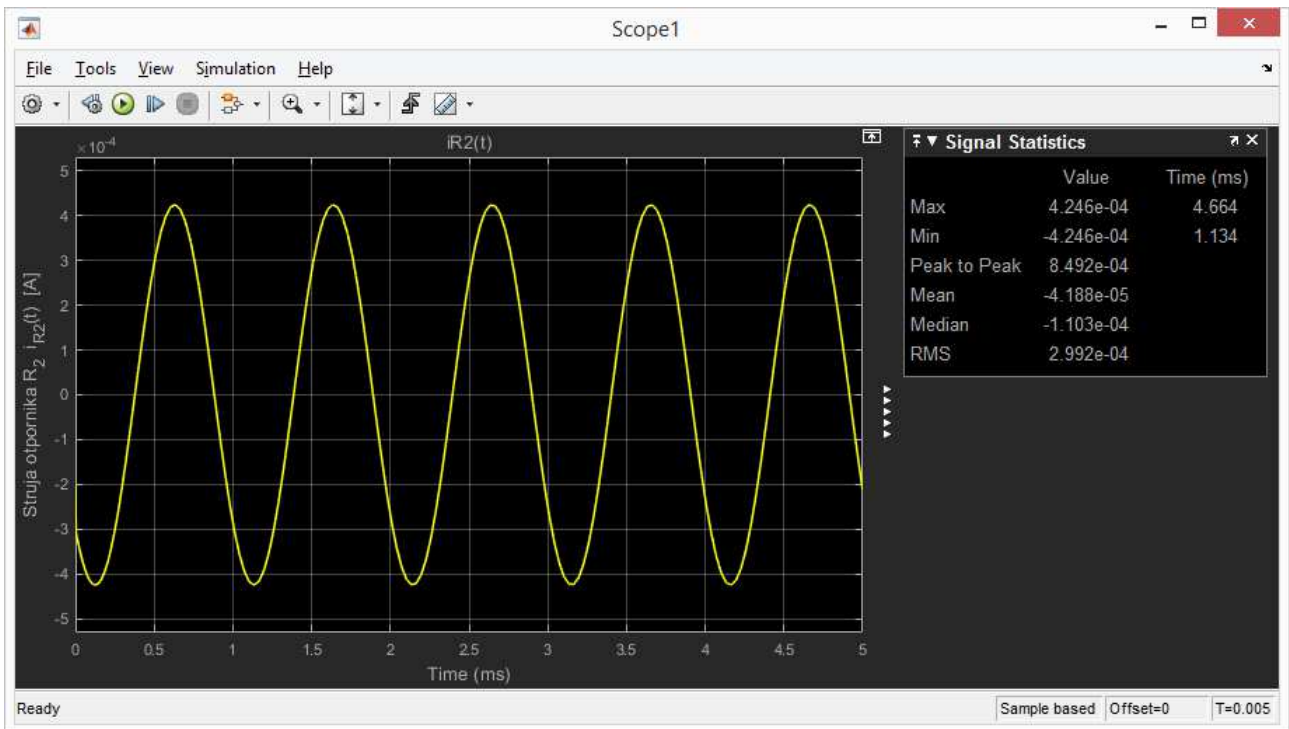 Scope1
File Tools View Simulation Help
×10⁻⁴
iR2(t)
5
4
3
2
1
0
-1
-2
-3
-4
-5
Struja otpornika R₂ i_R2(t) [A]
0 0.5 1 1.5 2 2.5 3 3.5 4 4.5 5
Time (ms)
Signal Statistics
Value Time (ms)
Max 4.246e-04 4.664
Min -4.246e-04 1.134
Peak to Peak 8.492e-04
Mean -4.188e-05
Median -1.103e-04
RMS 2.992e-04
Ready Sample based Offset=0 T=0.005